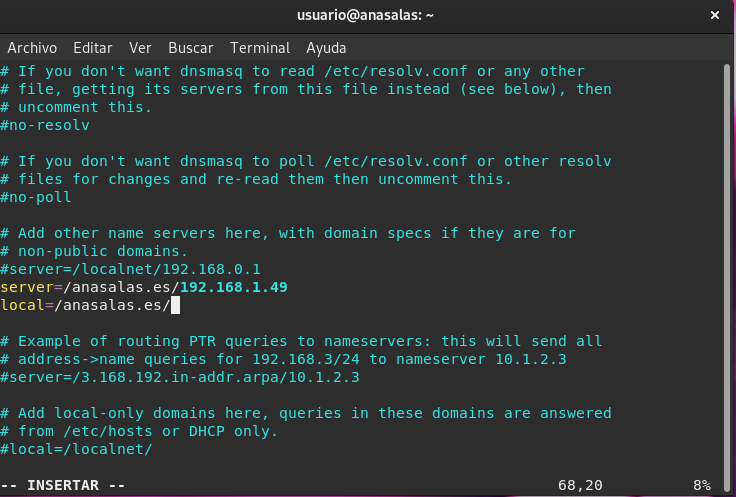 usuario@anasalas: ~ ×
Archivo Editar Ver Buscar Terminal Ayuda
# If you don't want dnsmasq to read /etc/resolv.conf or any other
# file, getting its servers from this file instead (see below), then
# uncomment this.
#no-resolv
# If you don't want dnsmasq to poll /etc/resolv.conf or other resolv
# files for changes and re-read them then uncomment this.
#no-poll
# Add other name servers here, with domain specs if they are for
# non-public domains.
#server=/localnet/192.168.0.1
server=/anasalas.es/192.168.1.49
local=/anasalas.es/
# Example of routing PTR queries to nameservers: this will send all
# address->name queries for 192.168.3/24 to nameserver 10.1.2.3
#server=/3.168.192.in-addr.arpa/10.1.2.3
# Add local-only domains here, queries in these domains are answered
# from /etc/hosts or DHCP only.
#local=/localnet/
-- INSERTAR -- 68,20 8%